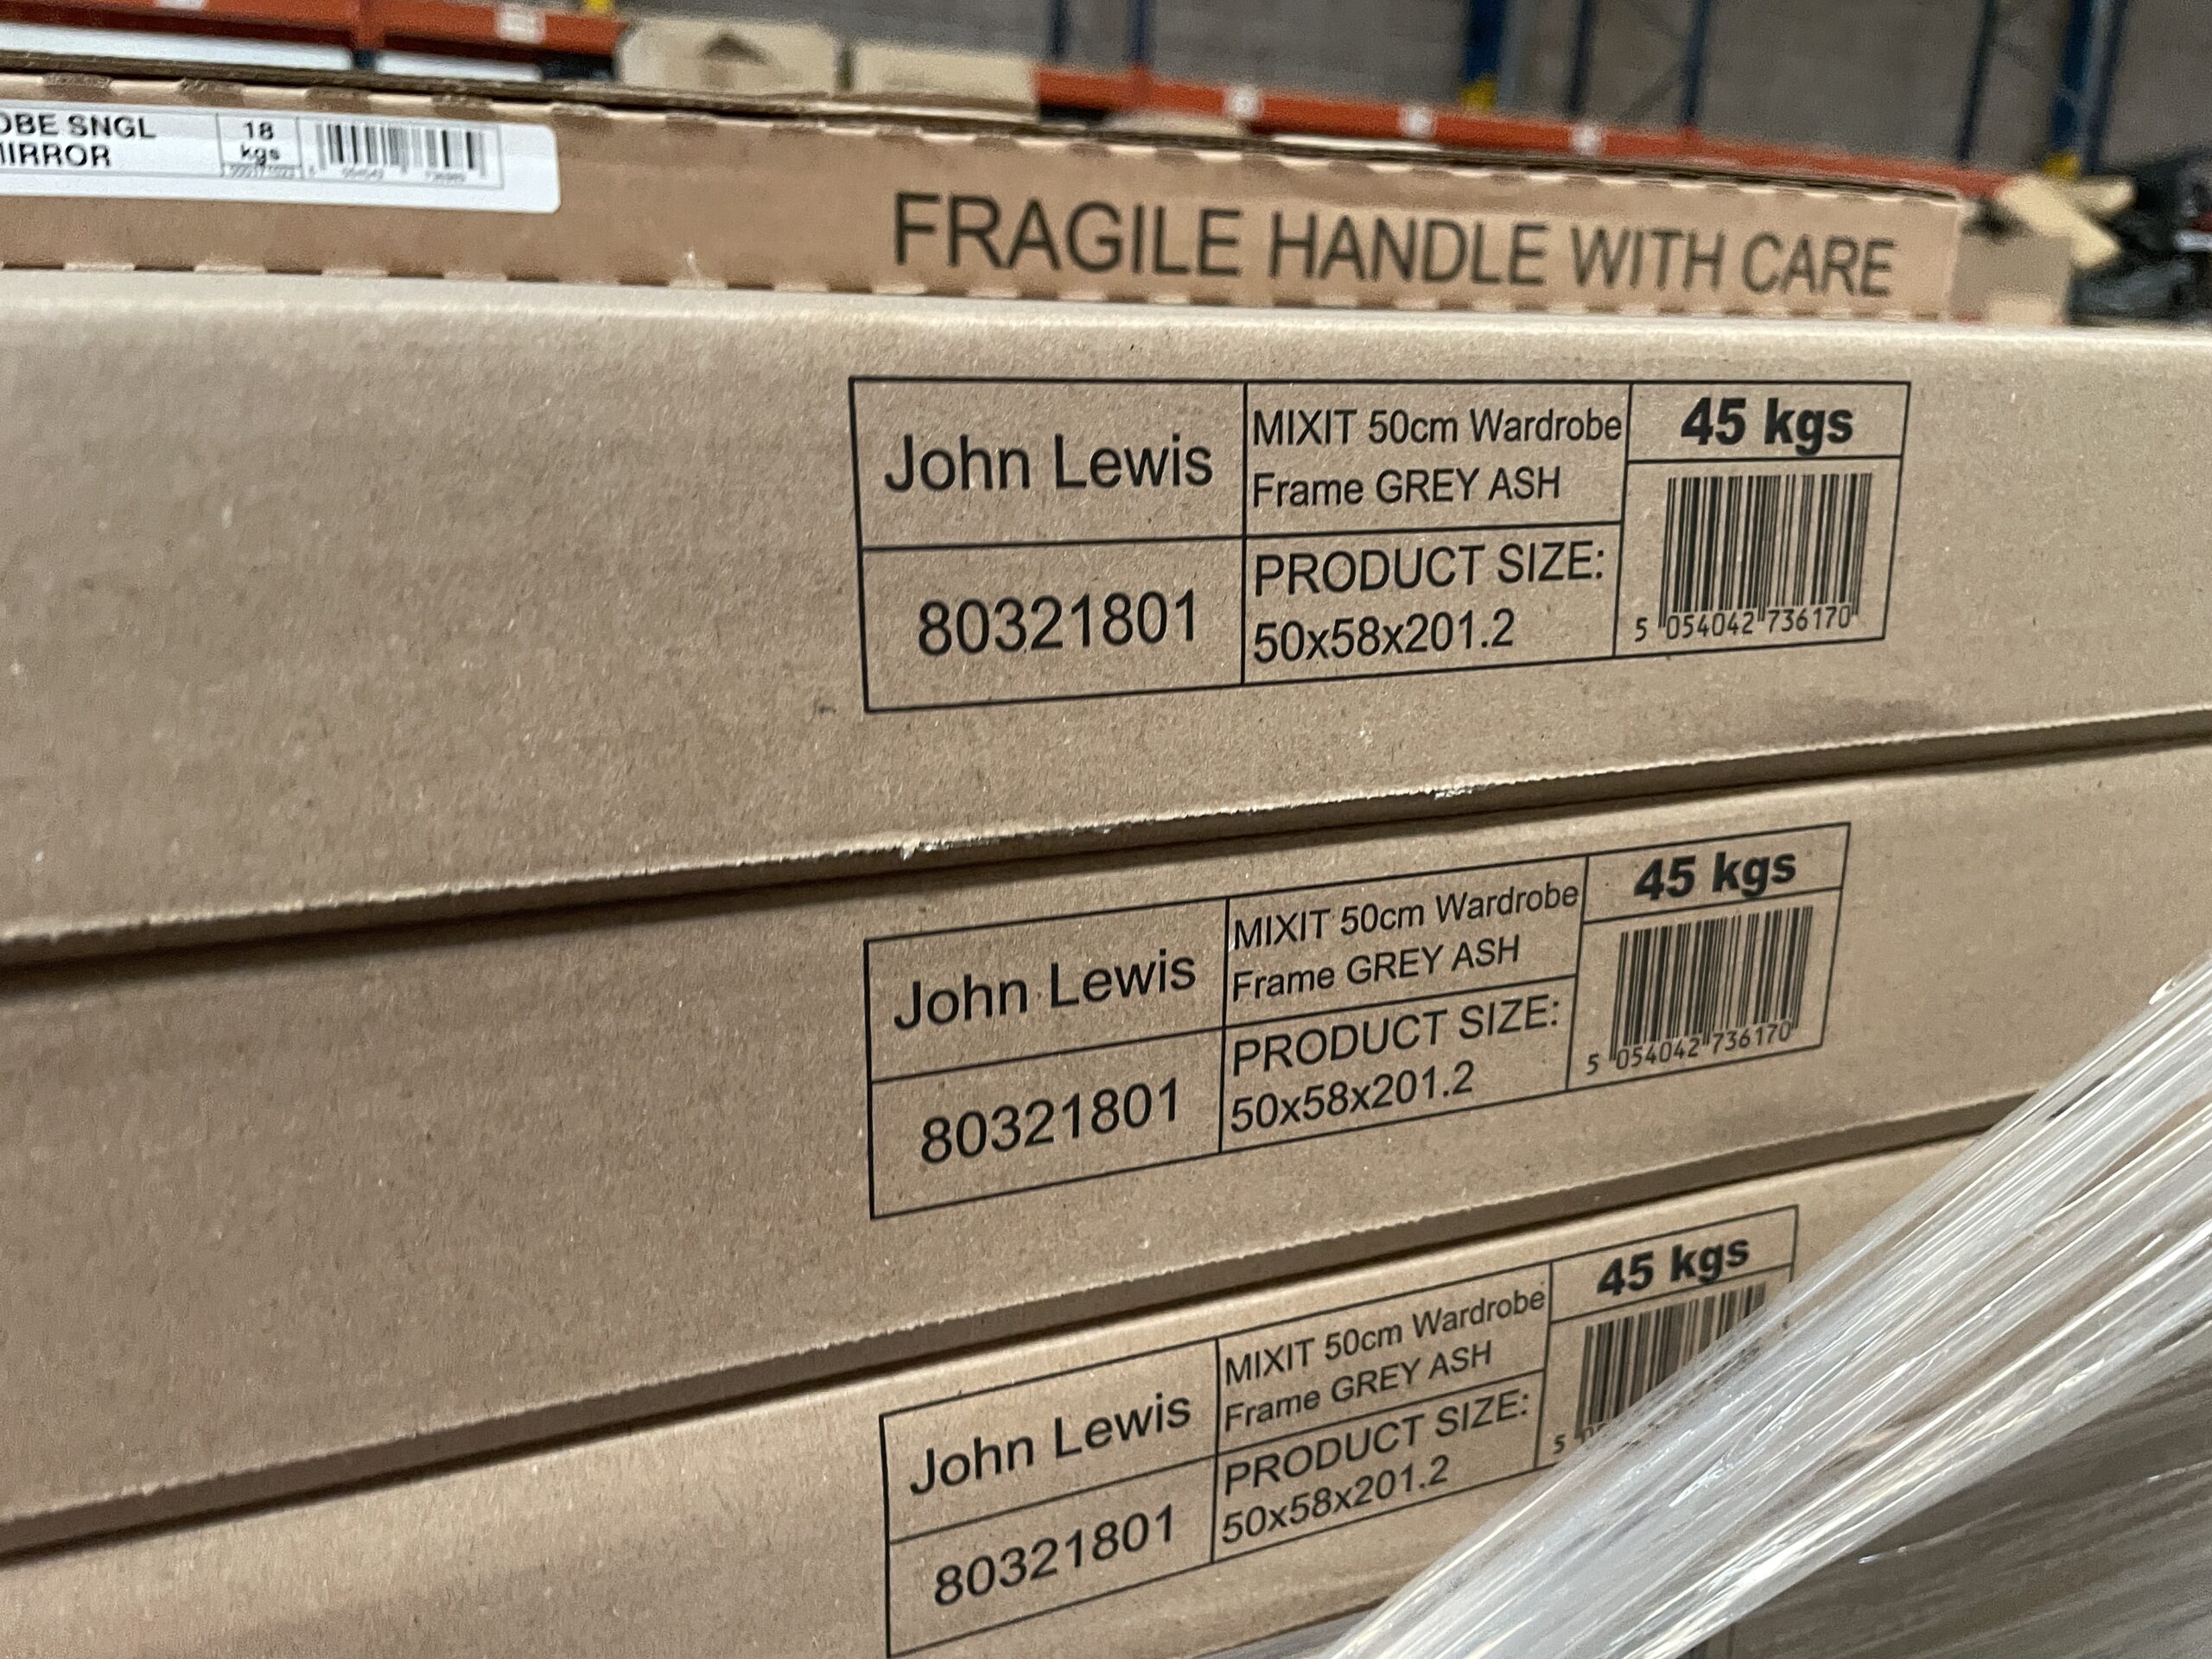 SNGL
18
kgs
FRAGILE HANDLE WITH CARE
John Lewis
MIXIT 50cm Wardrobe
Frame GREY ASH
45 kgs
80321801
PRODUCT SIZE:
50x58x201.2
5 054042 736170
John Lewis
MIXIT 50cm Wardrobe
Frame GREY ASH
45 kgs
80321801
PRODUCT SIZE:
50x58x201.2
5 054042 736170
John Lewis
MIXIT 50cm Wardrobe
Frame GREY ASH
45 kgs
80321801
PRODUCT SIZE:
50x58x201.2
5